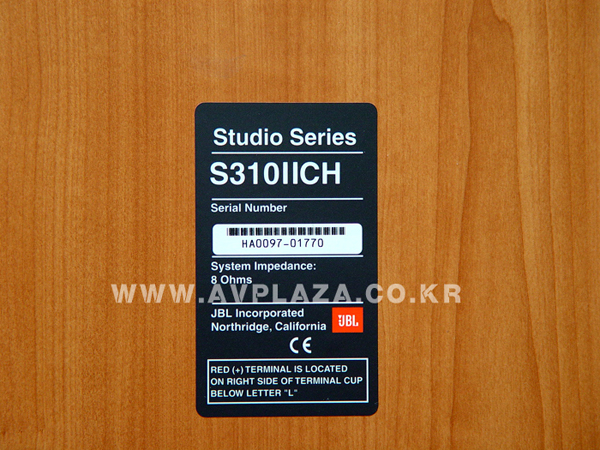 Studio Series
S310IICH
Serial Number
HA0097-01770
System Impedance:
8 Ohms
WWW.AVPLAZA.CO.KR
JBL Incorporated
Northridge, California
JBL
CE
RED (+) TERMINAL IS LOCATED
ON RIGHT SIDE OF TERMINAL CUP
BELOW LETTER "L"